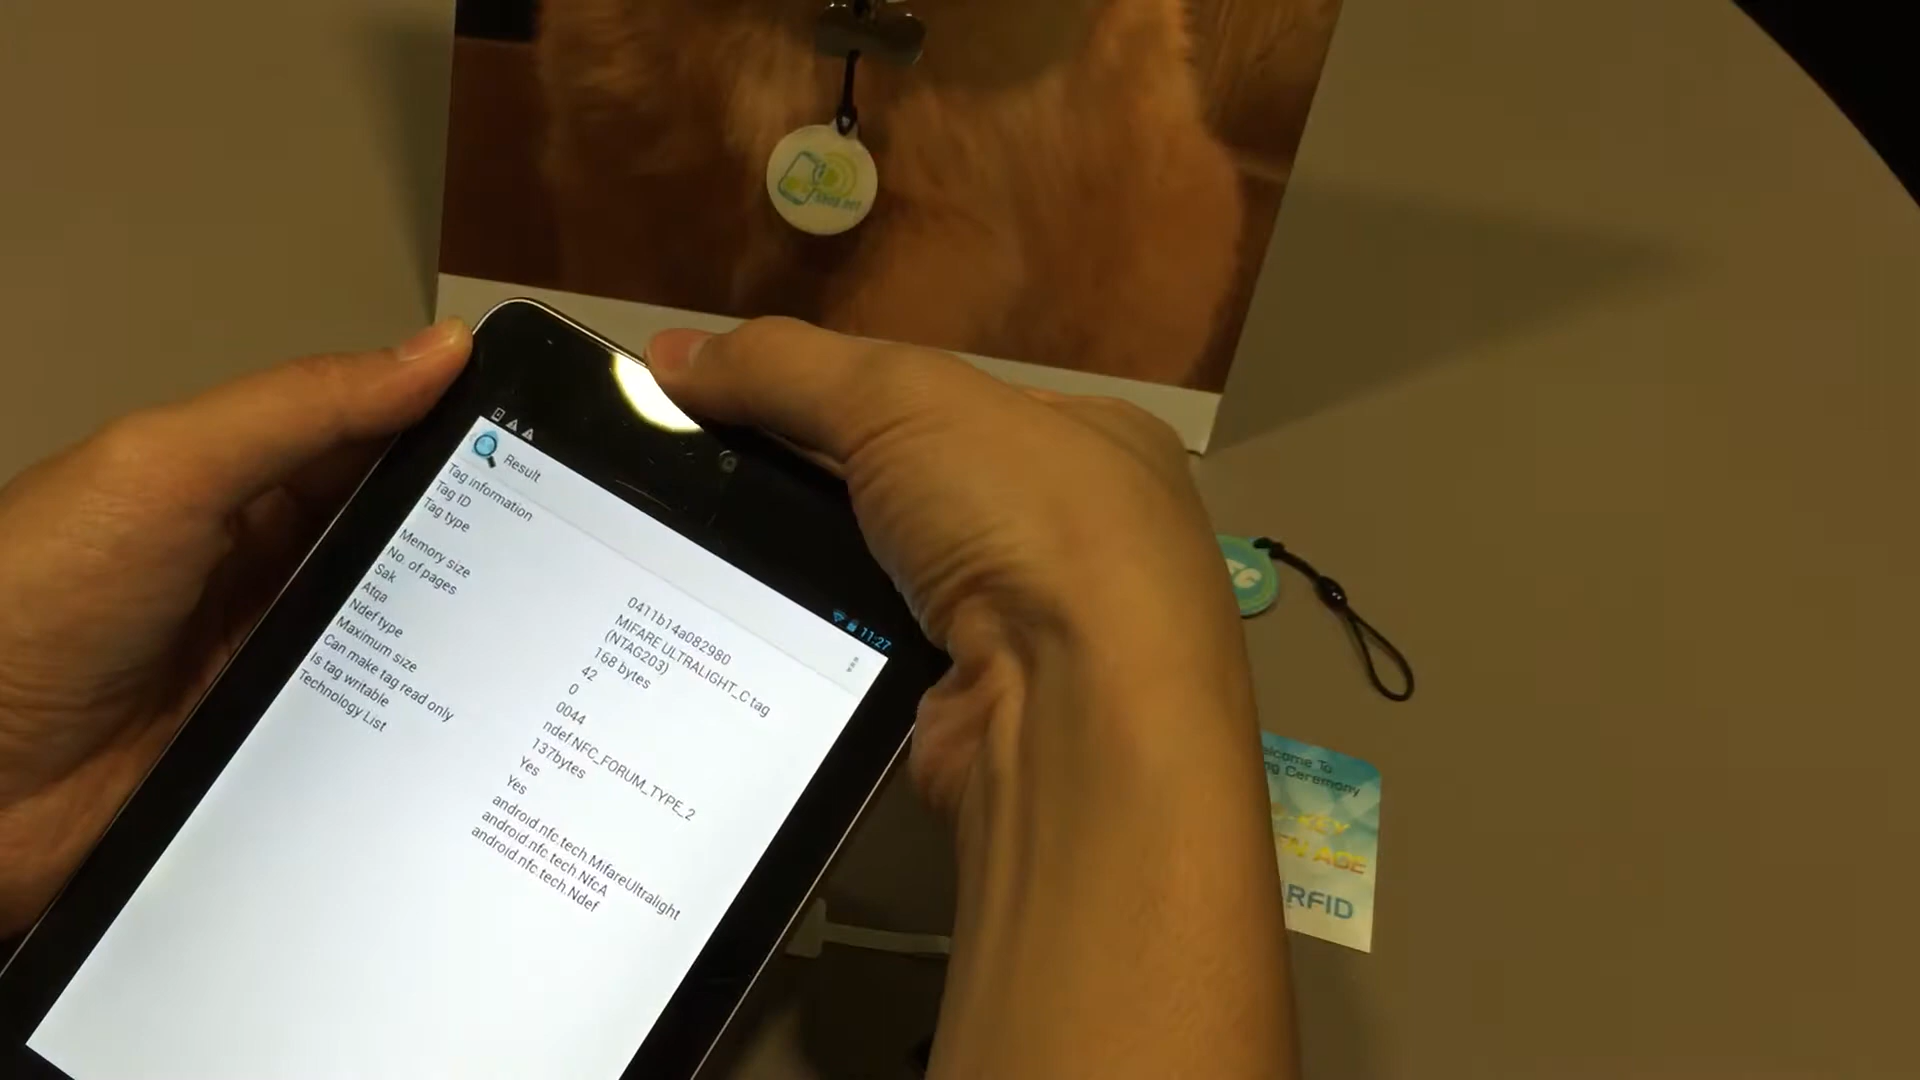 11:27
Result
Tag information
Tag ID
0411b14a082980
Tag type
MIFARE ULTRALIGHT_C tag
(NTAG203)
Memory size
168 bytes
No. of pages
42
Sak
0
Atqa
0044
Ndef type
ndef.NFC_FORUM_TYPE_2
Maximum size
137bytes
Can make tag read only
Yes
Is tag writable
Yes
Technology List
android.nfc.tech.MifareUltralight
android.nfc.tech.NfcA
android.nfc.tech.Ndef
To
Ceremony
-KEY
AGE
RFID